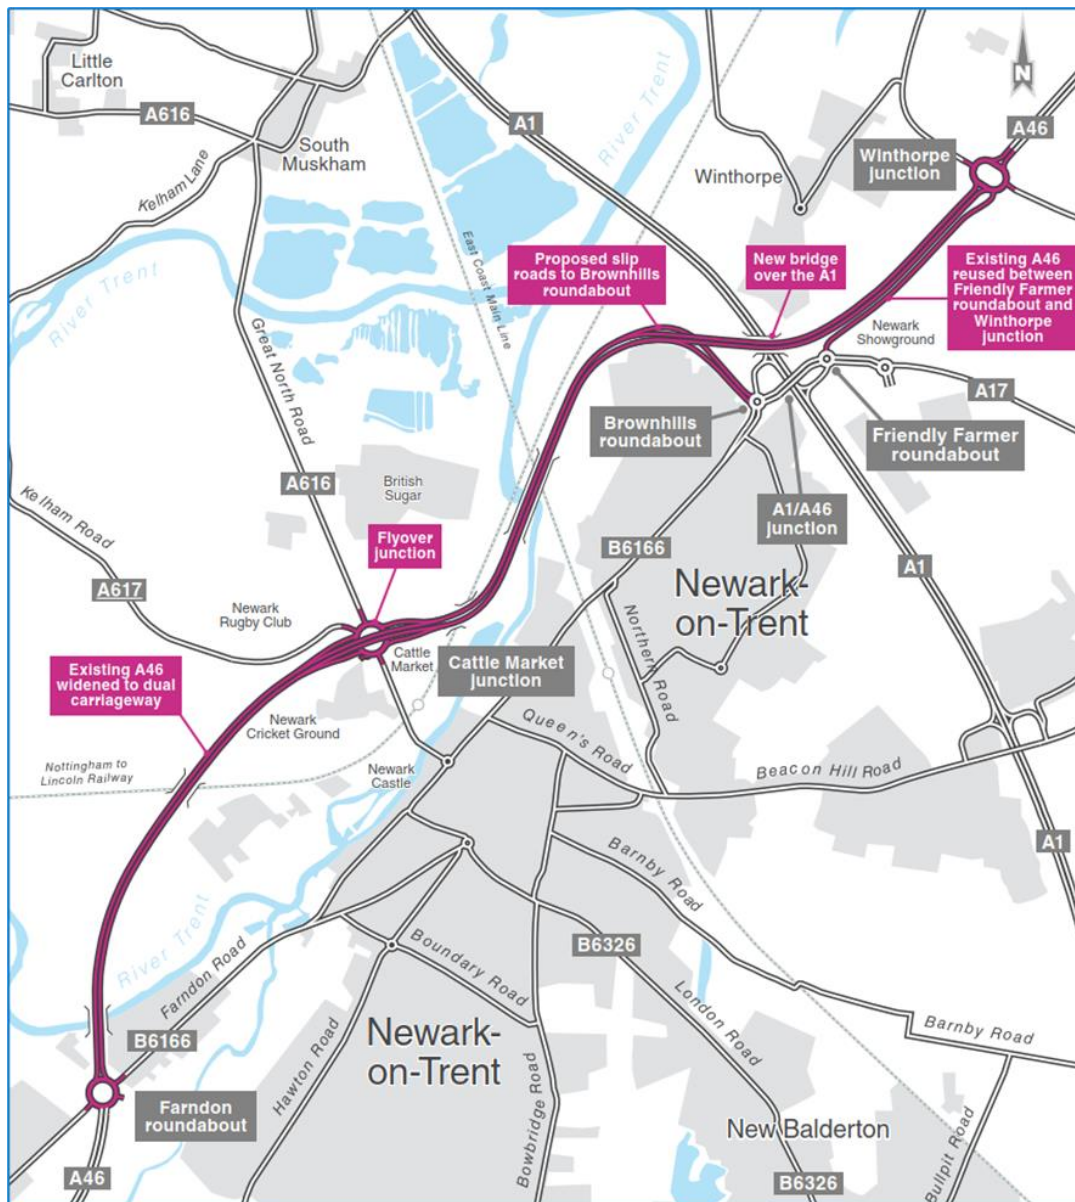 Little
Carlton
A616
South
Muskham
Kelham Lane
A1
River Trent
Winthorpe
Winthorpe
junction
A46
N
River Trent
East Coast Main Line
Proposed slip
roads to Brownhills
roundabout
New bridge
over the A1
Existing A46
reused between
Friendly Farmer
roundabout and
Winthorpe
junction
Newark
Showground
Great North Road
A17
Brownhills
roundabout
Friendly Farmer
roundabout
A616
British
Sugar
A1/A46
junction
Kelham Road
Flyover
junction
B6166
A1
A617
Newark-
on-Trent
Newark
Rugby Club
Northern Road
Cattle
Market
Cattle Market
junction
Existing A46
widened to dual
carriageway
Newark
Cricket Ground
Queen's Road
Nottingham to
Lincoln Railway
Newark
Castle
Beacon Hill Road
A1
Barnby Road
River Trent
Farndon Road
B6326
Boundary Road
London Road
B6166
Newark-
on-Trent
Hawton Road
Barnby Road
Bowbridge Road
Farndon
roundabout
New Balderton
Bullpit Road
A46
B6326